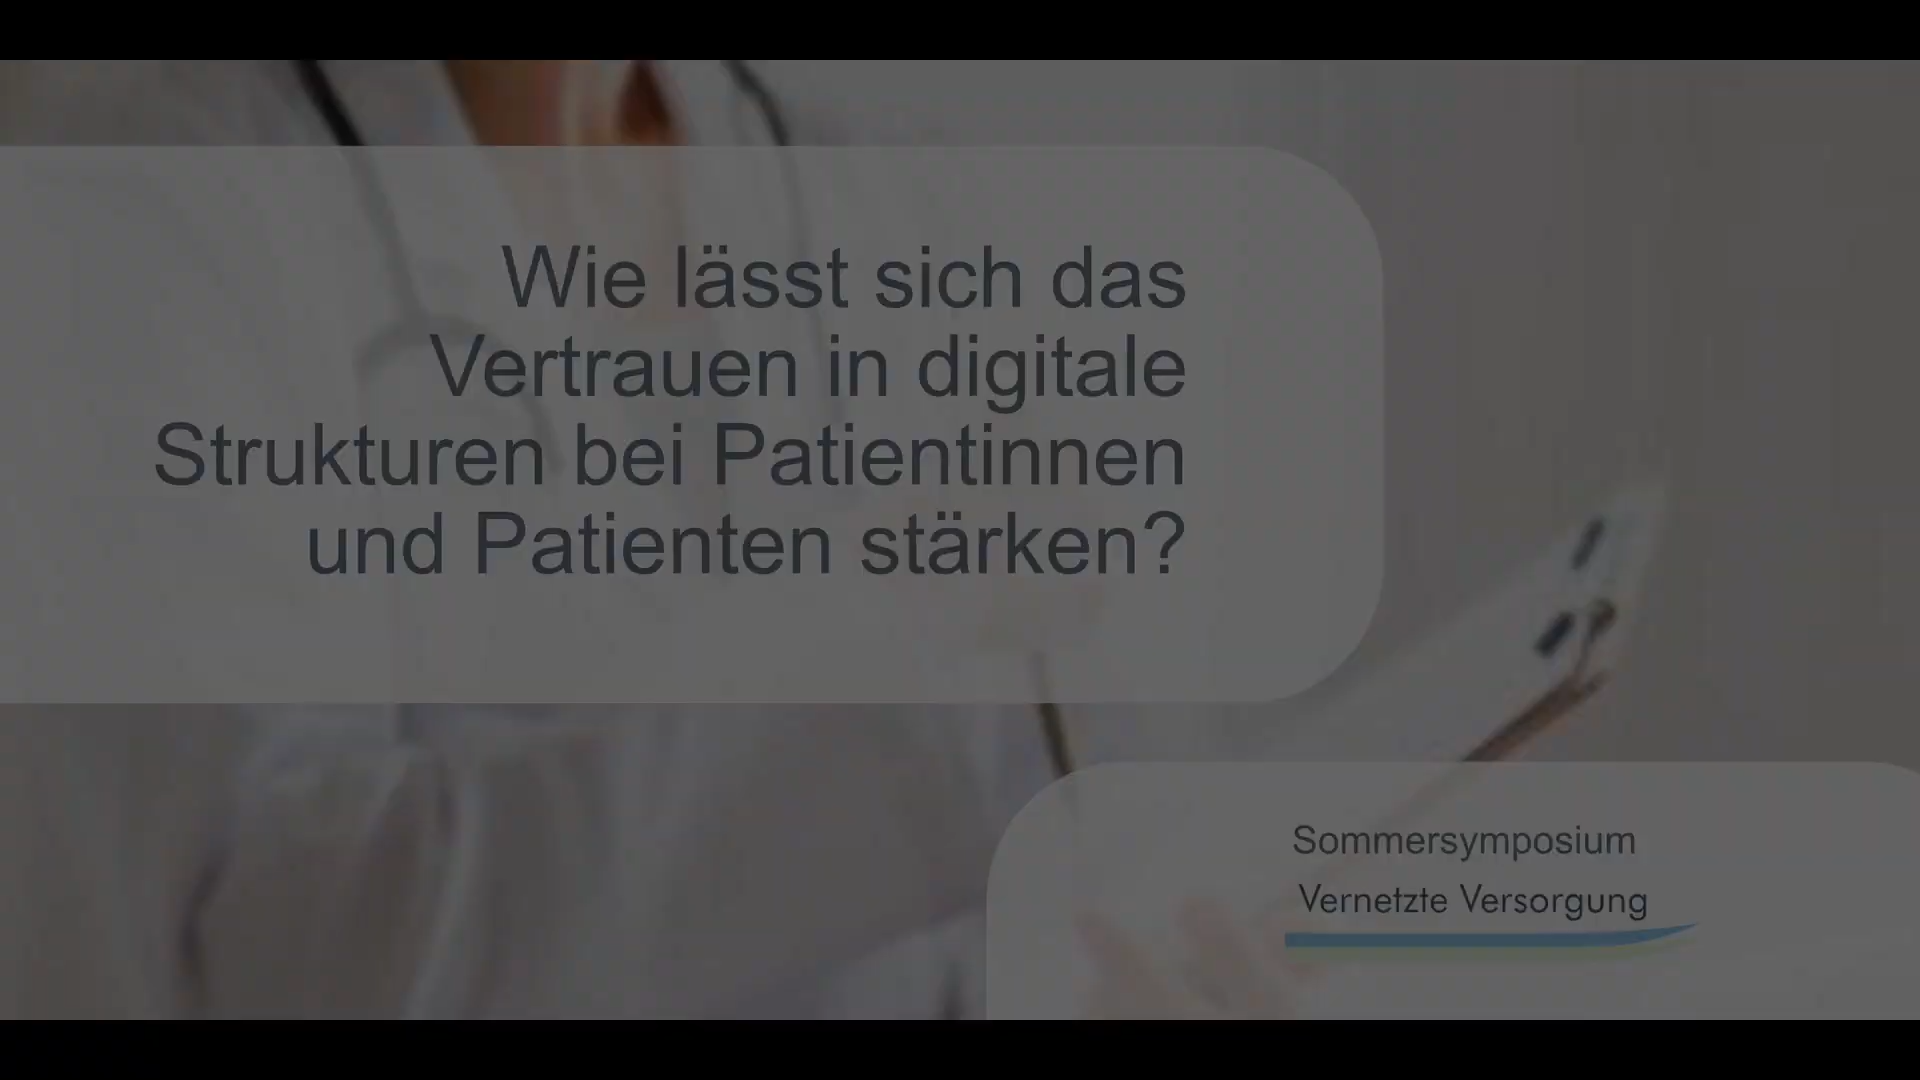 Wie lässt sich das
Vertrauen in digitale
Strukturen bei Patientinnen
und Patienten stärken?
Sommersymposium
Vernetzte Versorgung